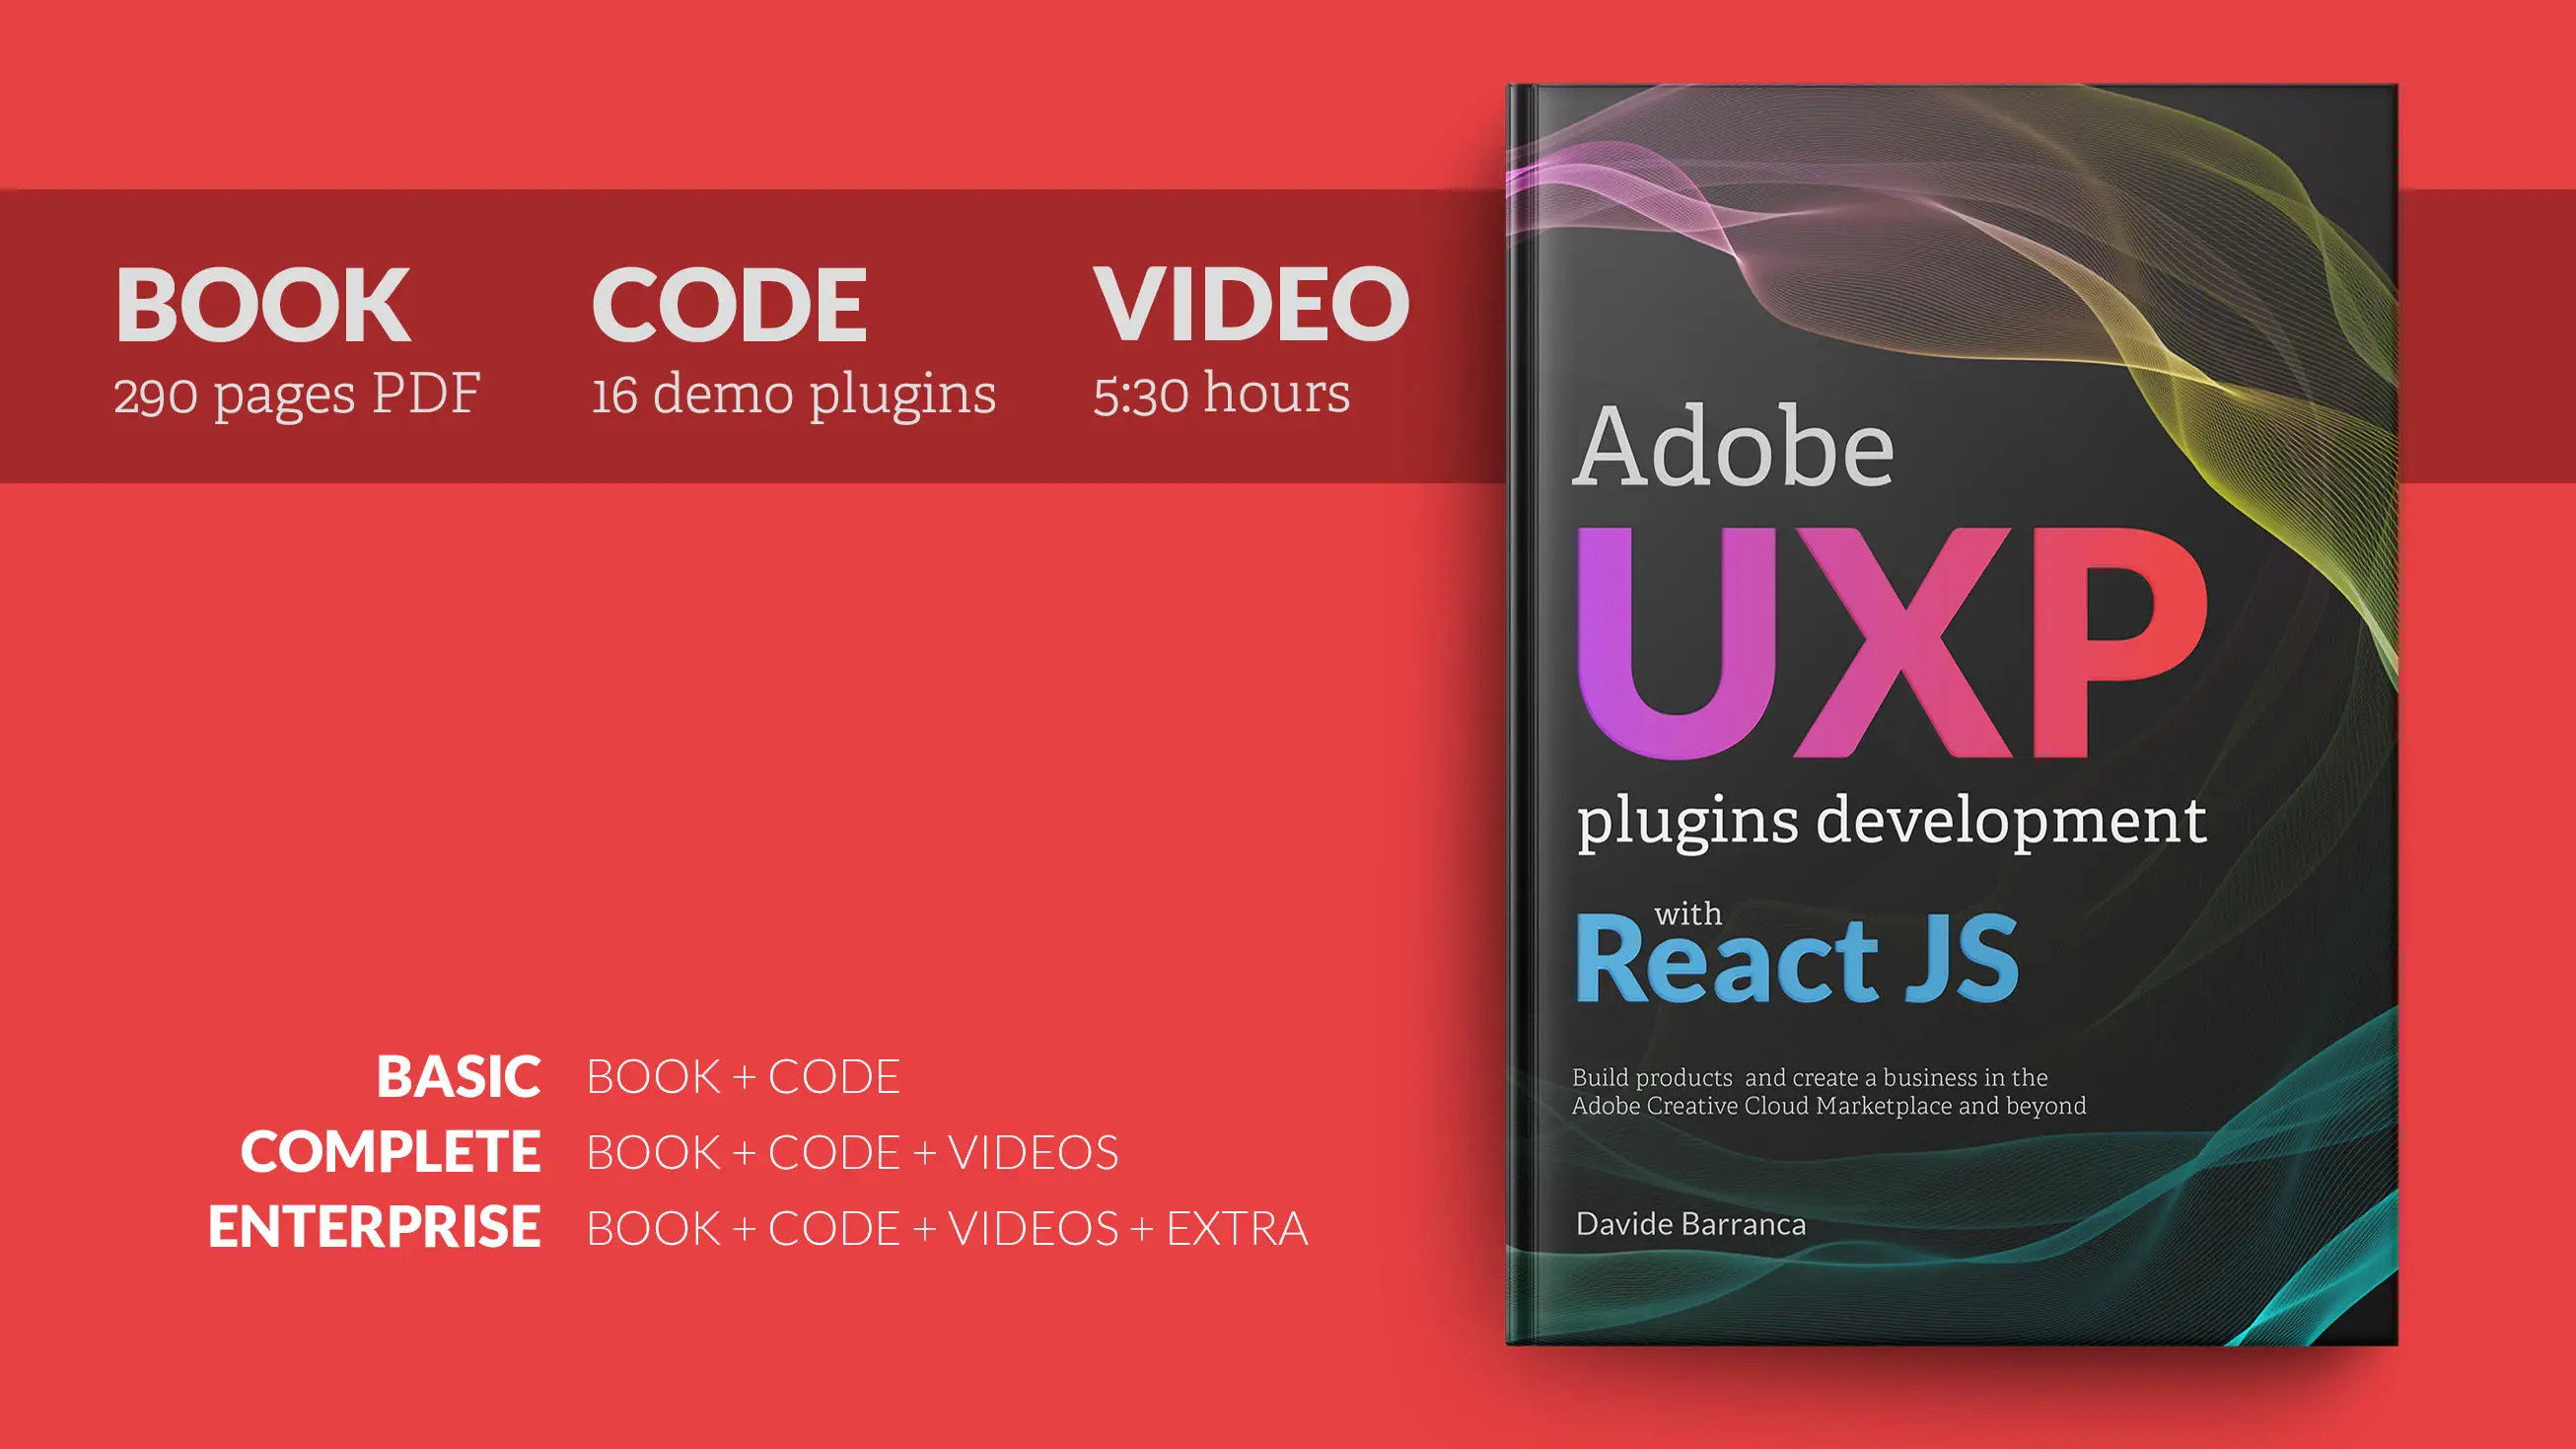 BOOK
290 pages PDF
CODE
16 demo plugins
VIDEO
5:30 hours
BASIC BOOK + CODE
COMPLETE BOOK + CODE + VIDEOS
ENTERPRISE BOOK + CODE + VIDEOS + EXTRA
Adobe
UXP
plugins development
with
React JS
Build products and create a business in the
Adobe Creative Cloud Marketplace and beyond
Davide Barranca